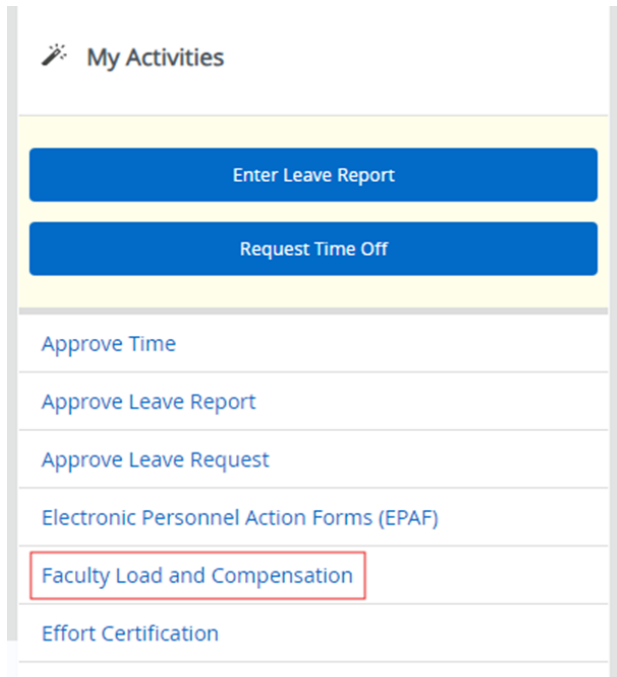 My Activities
Enter Leave Report
Request Time Off
Approve Time
Approve Leave Report
Approve Leave Request
Electronic Personnel Action Forms (EPAF)
Faculty Load and Compensation
Effort Certification